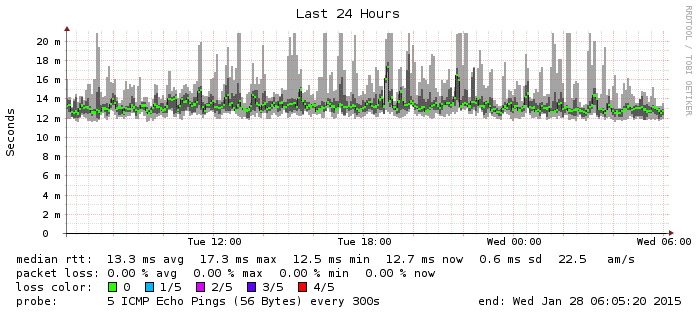 Last 24 Hours
RRDTOOL / TOBI OETIKER
Seconds
20 m
18 m
16 m
14 m
12 m
10 m
8 m
6 m
4 m
2 m
0
Tue 12:00 Tue 18:00 Wed 00:00 Wed 06:00
median rtt: 13.3 ms avg 17.3 ms max 12.5 ms min 12.7 ms now 0.6 ms sd 22.5 am/s
packet loss: 0.00 % avg 0.00 % max 0.00 % min 0.00 % now
loss color: 0 1/5 2/5 3/5 4/5
probe: 5 ICMP Echo Pings (56 Bytes) every 300s end: Wed Jan 28 06:05:20 2015